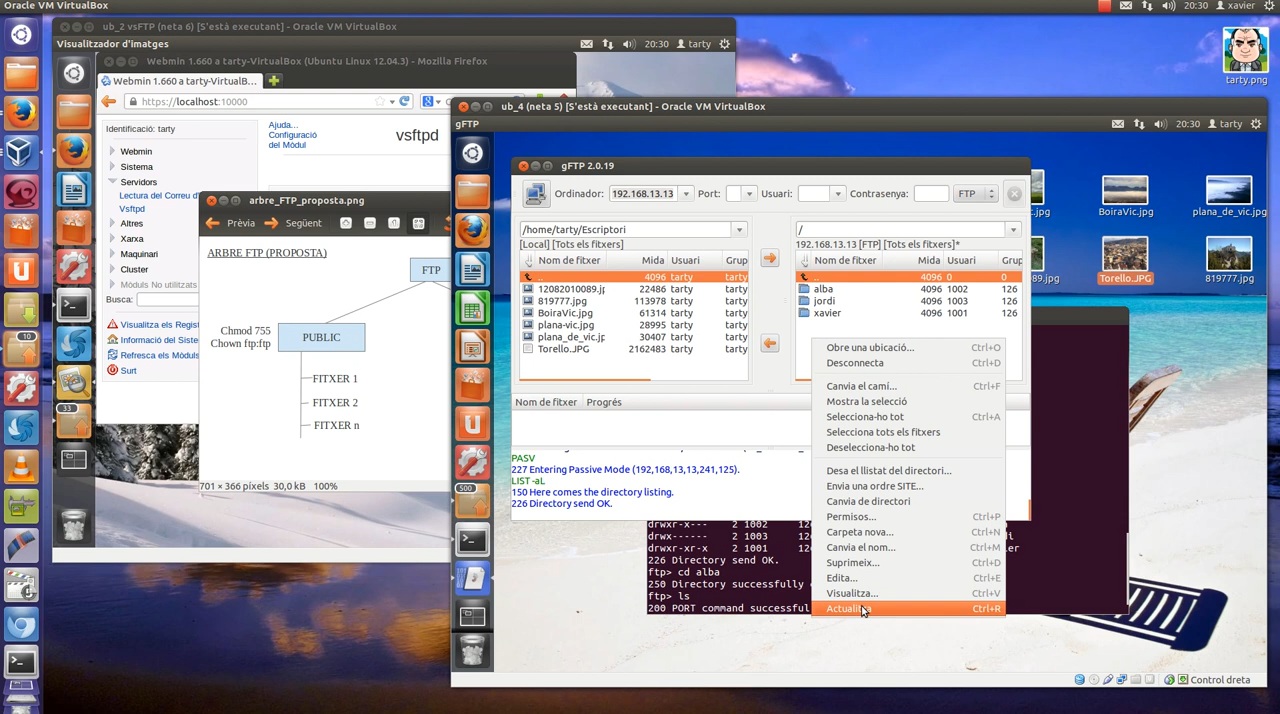 Oracle VM VirtualBox
20:30 xavier
ub_2 vsFTP (neta 6) [S'està executant] - Oracle VM VirtualBox
Visualitzador d'imatges
20:30 tarty
Webmin 1.660 a tarty-VirtualBox (Ubuntu Linux 12.04.3) - Mozilla Firefox
Webmin 1.660 a tarty-VirtualB...
https://localhost:10000
Identificació: tarty
Webmin
Sistema
Servidors
Lectura del Correu d'
Vsftpd
Altres
Xarxa
Maquinari
Cluster
Mòduls No utilitzats
Busca:
Visualitza els Regist
Informació del Siste
Refresca els Mòduls
Surt
Ajuda...
Configuració
del Mòdul
vsftpd
arbre_FTP_proposta.png
Prèvia
Següent
ARBRE FTP (PROPOSTA)
FTP
Chmod 755
Chown ftp:ftp
PUBLIC
FITXER 1
FITXER 2
FITXER n
701 × 366 píxels 30,0 kB 100%
10
33
tarty.png
ub_4 (neta 5) [S'està executant] - Oracle VM VirtualBox
gFTP
20:30 tarty
500
gFTP 2.0.19
Ordinador: 192.168.13.13 Port: Usuari: Contrasenya: FTP
/home/tarty/Escriptori
[Local] [Tots els fitxers]
Nom de fitxer Mida Usuari Grup
.. 4096 tarty tarty
12082010089.jp 22486 tarty tarty
819777.jpg 113978 tarty tarty
BoiraVic.jpg 61314 tarty tarty
plana-vic.jpg 28995 tarty tarty
plana_de_vic.jp 30407 tarty tarty
Torello.JPG 2162483 tarty tarty
/
192.168.13.13 [FTP] [Tots els fitxers]*
Nom de fitxer Mida Usuari Grup
.. 4096 0 0
alba 4096 1002 126
jordi 4096 1003 126
xavier 4096 1001 126
Nom de fitxer Progrés
PASV
227 Entering Passive Mode (192,168,13,13,241,125).
LIST -aL
150 Here comes the directory listing.
226 Directory send OK.
Obre una ubicació... Ctrl+O
Desconnecta Ctrl+D
Canvia el camí... Ctrl+F
Mostra la selecció
Selecciona-ho tot Ctrl+A
Selecciona tots els fitxers
Deselecciona-ho tot
Desa el llistat del directori...
Envia una ordre SITE...
Canvia de directori
Permisos... Ctrl+P
Carpeta nova... Ctrl+N
Canvia el nom... Ctrl+M
Suprimeix... Ctrl+D
Edita... Ctrl+E
Visualitza... Ctrl+V
Actualitza Ctrl+R
drwxr-x--- 2 1002 12
drwx------ 2 1003 12 di
drwxr-xr-x 2 1001 12 ier
226 Directory send OK.
ftp> cd alba
250 Directory successfully
ftp> ls
200 PORT command successful
.jpg
BoiraVic.jpg
plana_de_vic.jpg
89.jpg
Torello.JPG
819777.jpg
Control dreta